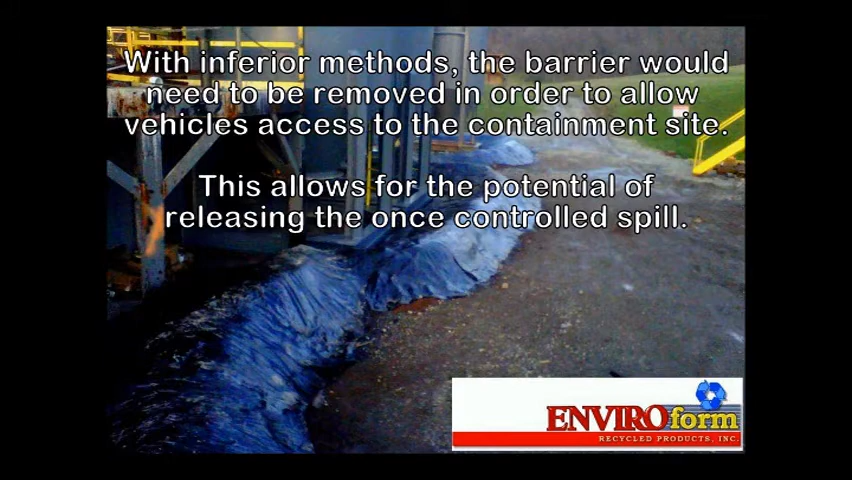 With inferior methods, the barrier would
need to be removed in order to allow
vehicles access to the containment site.
This allows for the potential of
releasing the once controlled spill.
ENVIROform
RECYCLED PRODUCTS, INC.